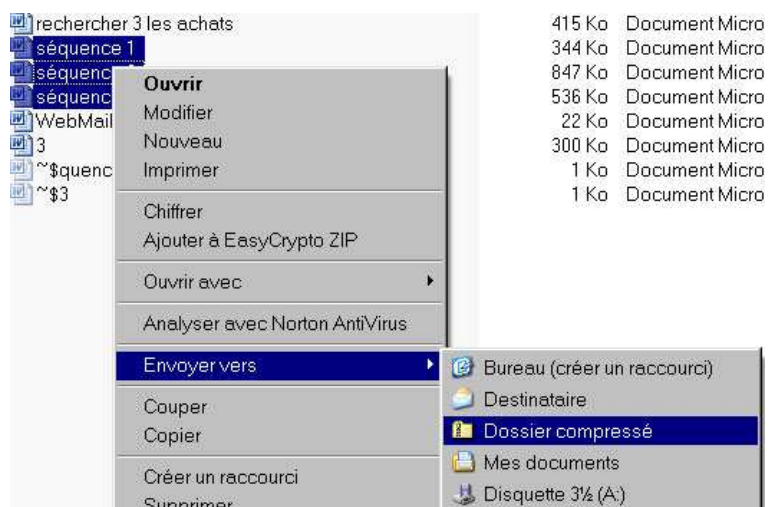 rechercher 3 les achats 415 Ko Document Micro
séquence 1 344 Ko Document Micro
séquenc 847 Ko Document Micro
séquenc 536 Ko Document Micro
WebMail 22 Ko Document Micro
3 300 Ko Document Micro
~$quenc 1 Ko Document Micro
~$3 1 Ko Document Micro
Ouvrir
Modifier
Nouveau
Imprimer
Chiffrer
Ajouter à EasyCrypto ZIP
Ouvrir avec
Analyser avec Norton AntiVirus
Envoyer vers
Couper
Copier
Créer un raccourci
Supprimer
Bureau (créer un raccourci)
Destinataire
Dossier compressé
Mes documents
Disquette 3½ (A:)